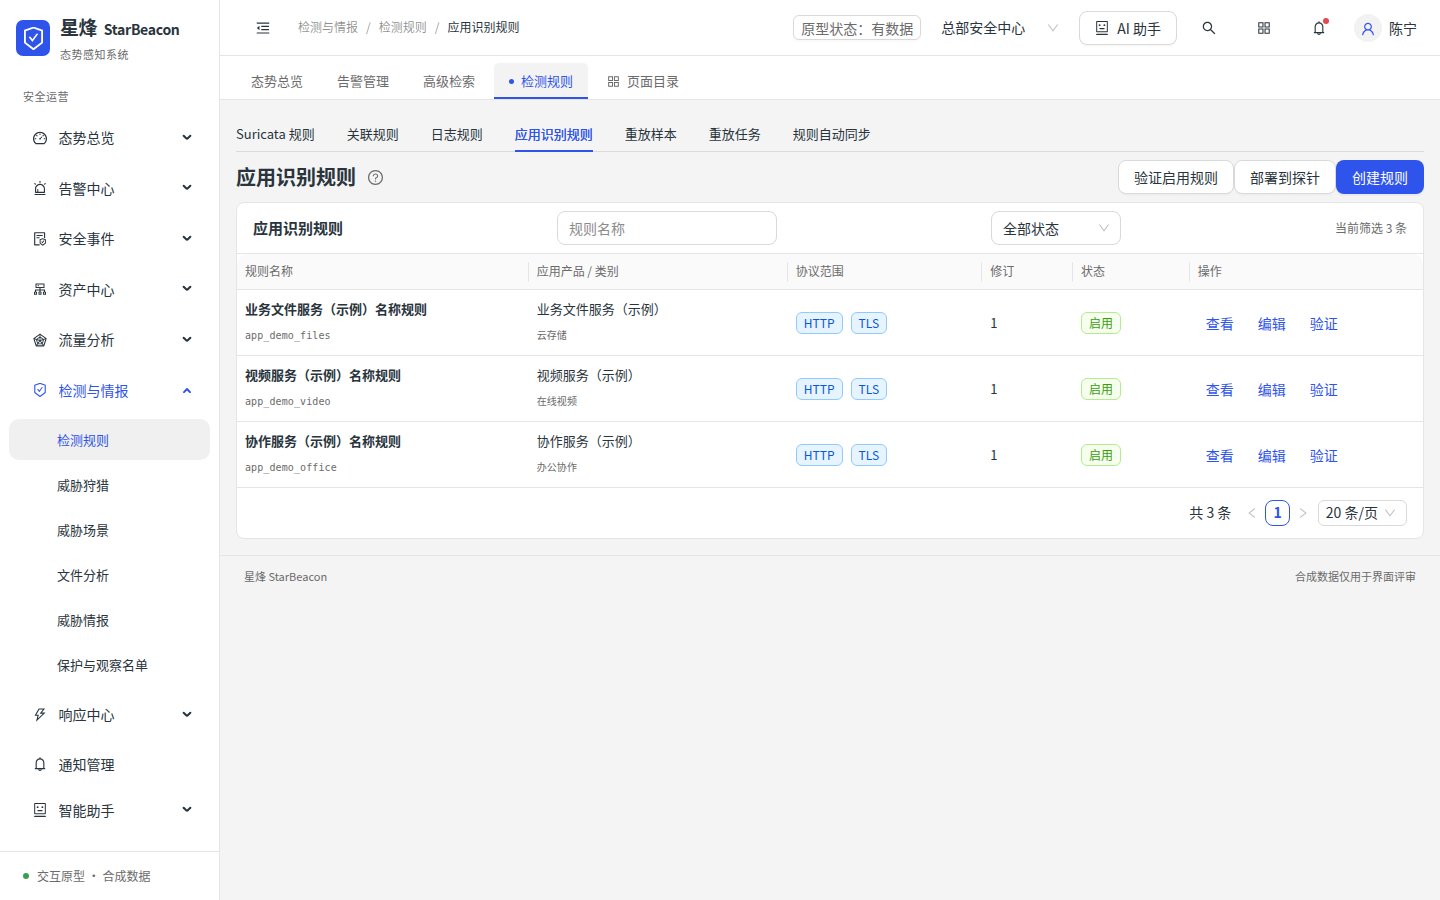 星烽 StarBeacon
态势感知系统
安全运营
态势总览
告警中心
安全事件
资产中心
流量分析
检测与情报
检测规则
威胁狩猎
威胁场景
文件分析
威胁情报
保护与观察名单
响应中心
通知管理
智能助手
交互原型 · 合成数据
检测与情报 / 检测规则 / 应用识别规则
原型状态：有数据
总部安全中心
AI 助手
陈宁
态势总览 告警管理 高级检索 检测规则 页面目录
Suricata 规则 关联规则 日志规则 应用识别规则 重放样本 重放任务 规则自动同步
应用识别规则
验证启用规则 部署到探针 创建规则
应用识别规则 规则名称 全部状态 当前筛选 3 条
规则名称 应用产品 / 类别 协议范围 修订 状态 操作
业务文件服务（示例）名称规则 业务文件服务（示例）
app_demo_files 云存储
HTTP TLS 1 启用 查看 编辑 验证
视频服务（示例）名称规则 视频服务（示例）
app_demo_video 在线视频
HTTP TLS 1 启用 查看 编辑 验证
协作服务（示例）名称规则 协作服务（示例）
app_demo_office 办公协作
HTTP TLS 1 启用 查看 编辑 验证
共 3 条 1 20 条/页
星烽 StarBeacon 合成数据仅用于界面评审